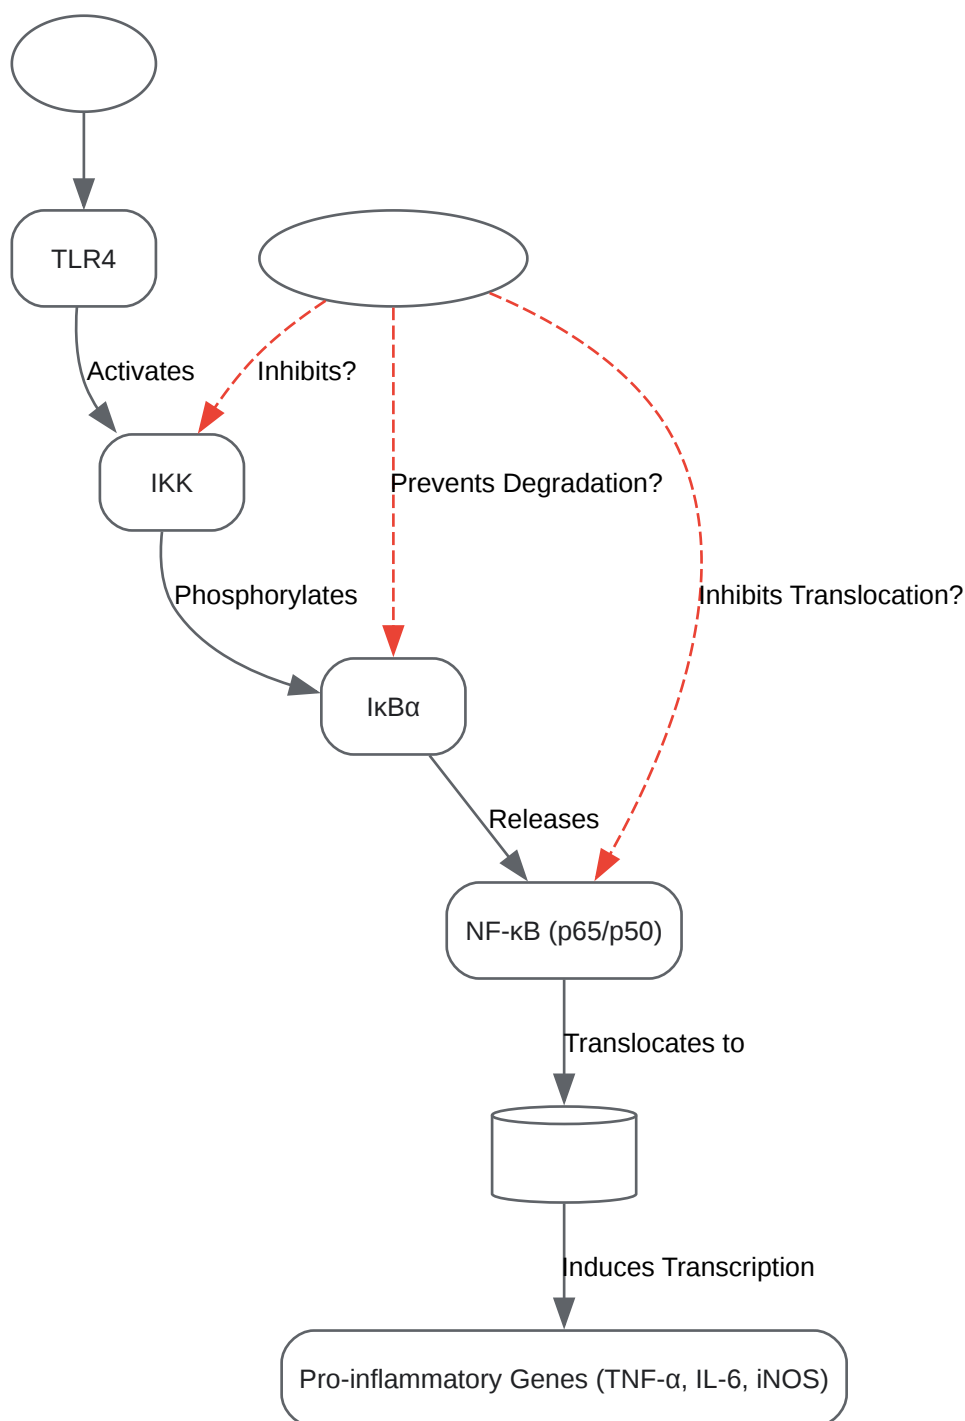 TLR4
Activates
Inhibits?
IKK
Prevents Degradation?
Phosphorylates
Inhibits Translocation?
IκBα
Releases
NF-κB (p65/p50)
Translocates to
Induces Transcription
Pro-inflammatory Genes (TNF-α, IL-6, iNOS)